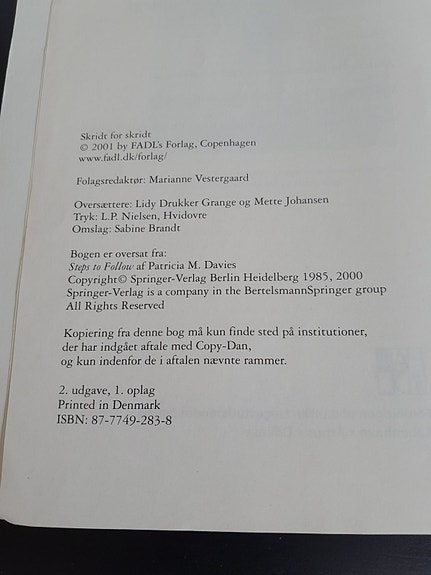 Skridt for skridt
© 2001 by FADL's Forlag, Copenhagen
www.fadl.dk/forlag/
Folagsredaktør: Marianne Vestergaard
Oversættere: Lidy Drukker Grange og Mette Johansen
Tryk: L.P. Nielsen, Hvidovre
Omslag: Sabine Brandt
Bogen er oversat fra:
Steps to Follow af Patricia M. Davies
Copyright© Springer-Verlag Berlin Heidelberg 1985, 2000
Springer-Verlag is a company in the BertelsmannSpringer group
All Rights Reserved
Kopiering fra denne bog må kun finde sted på institutioner,
der har indgået aftale med Copy-Dan,
og kun indenfor de i aftalen nævnte rammer.
2. udgave, 1. oplag
Printed in Denmark
ISBN: 87-7749-283-8